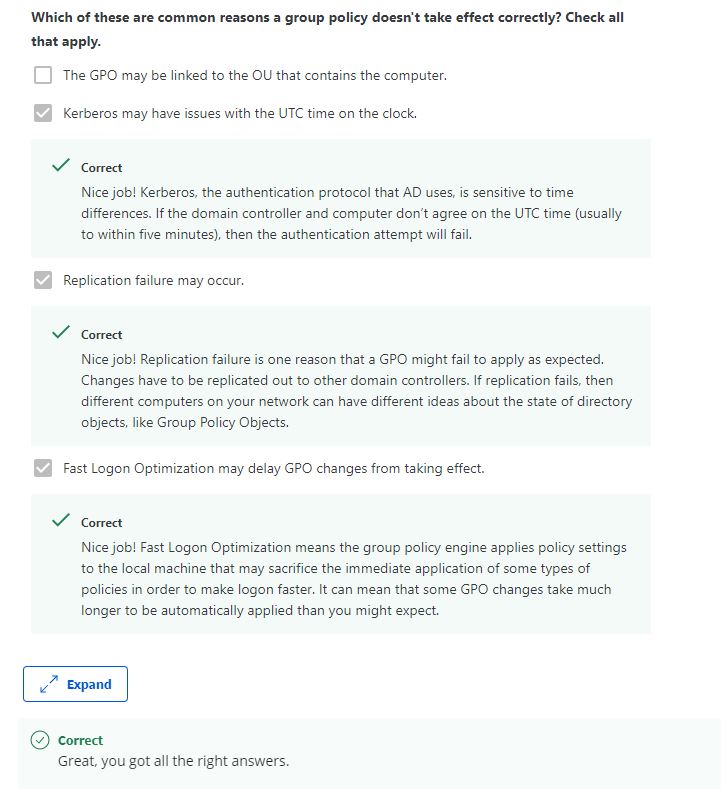 Which of these are common reasons a group policy doesn't take effect correctly? Check all
that apply.
The GPO may be linked to the OU that contains the computer.
Kerberos may have issues with the UTC time on the clock.
Correct
Nice job! Kerberos, the authentication protocol that AD uses, is sensitive to time
differences. If the domain controller and computer don't agree on the UTC time (usually
to within five minutes), then the authentication attempt will fail.
Replication failure may occur.
Correct
Nice job! Replication failure is one reason that a GPO might fail to apply as expected.
Changes have to be replicated out to other domain controllers. If replication fails, then
different computers on your network can have different ideas about the state of directory
objects, like Group Policy Objects.
Fast Logon Optimization may delay GPO changes from taking effect.
Correct
Nice job! Fast Logon Optimization means the group policy engine applies policy settings
to the local machine that may sacrifice the immediate application of some types of
policies in order to make logon faster. It can mean that some GPO changes take much
longer to be automatically applied than you might expect.
Expand
Correct
Great, you got all the right answers.